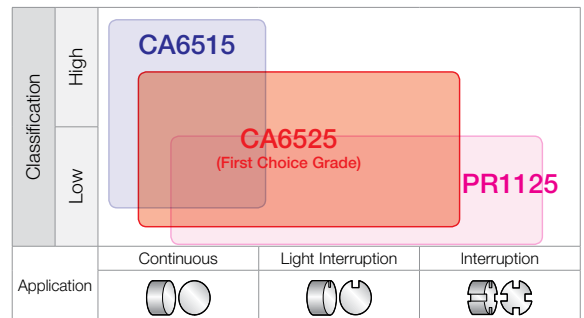 Classification
High
Low
CA6515
CA6525
(First Choice Grade)
PR1125
Application
Continuous
Light Interruption
Interruption